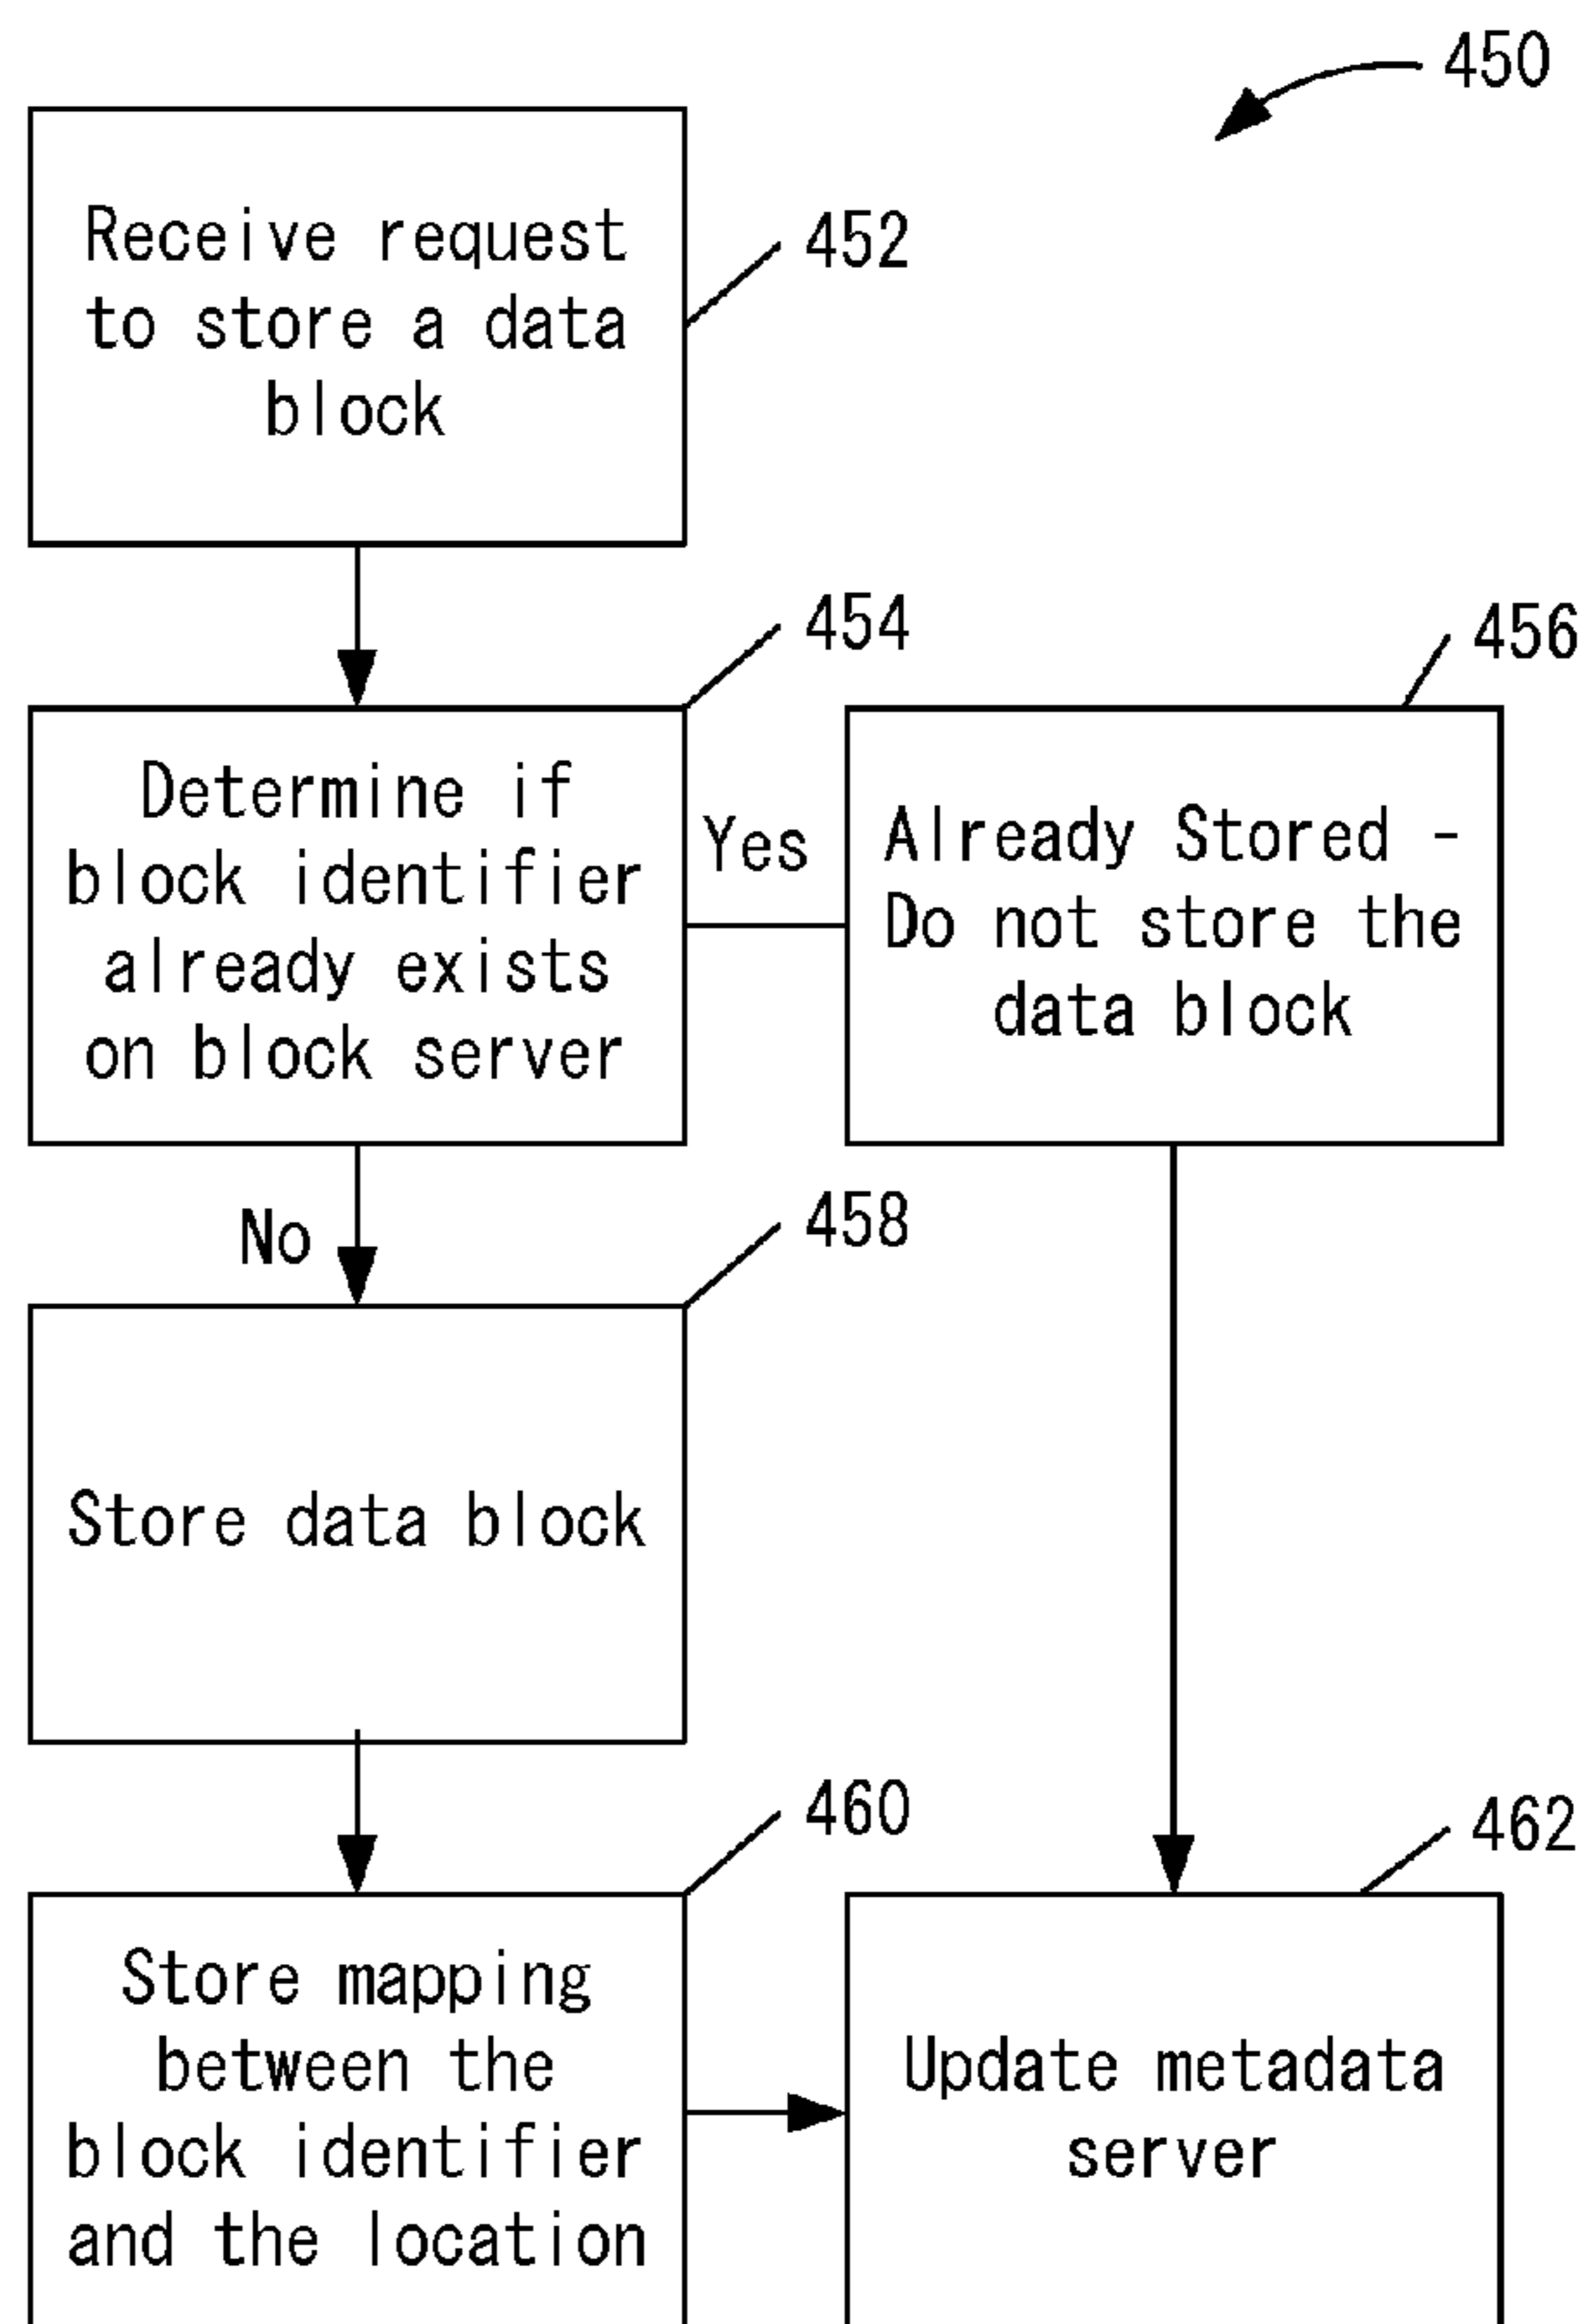 450
Receive request
to store a data
block
452
454
456
Determine if
block identifier
already exists
on block server
Yes
Already Stored -
Do not store the
data block
No
458
Store data block
460
462
Store mapping
between the
block identifier
and the location
Update metadata
server